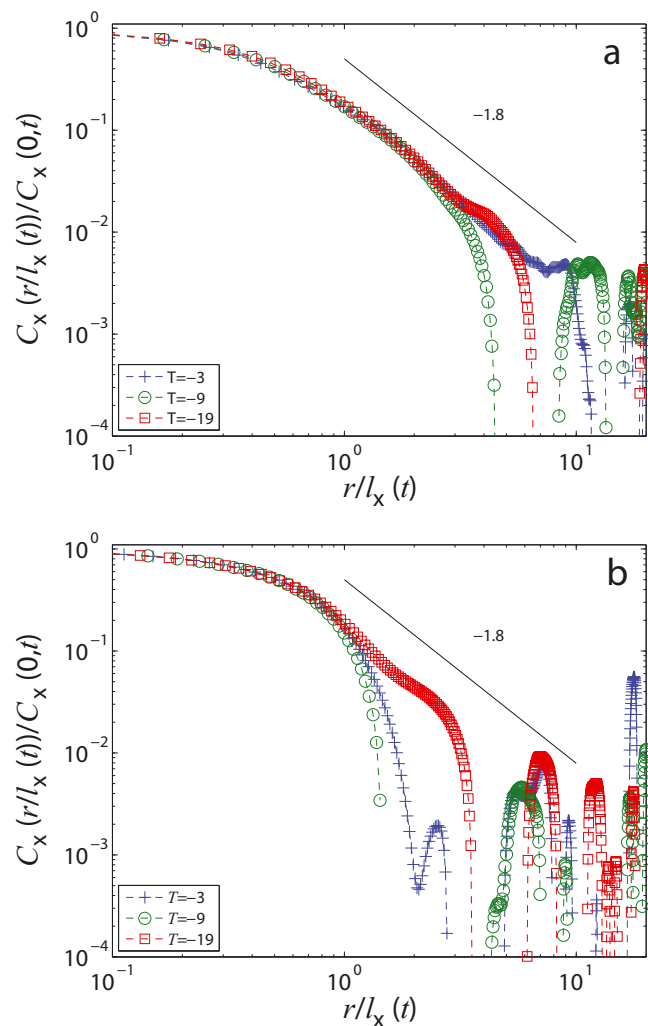 a
−1.8
C_x (r/l_x (t))/C_x (0,t)
10^0
10^−1
10^−2
10^−3
10^−4
T=−3
T=−9
T=−19
10^−1
10^0
10^1
r/l_x (t)
b
−1.8
C_x (r/l_x (t))/C_x (0,t)
10^0
10^−1
10^−2
10^−3
10^−4
T=−3
T=−9
T=−19
10^−1
10^0
10^1
r/l_x (t)